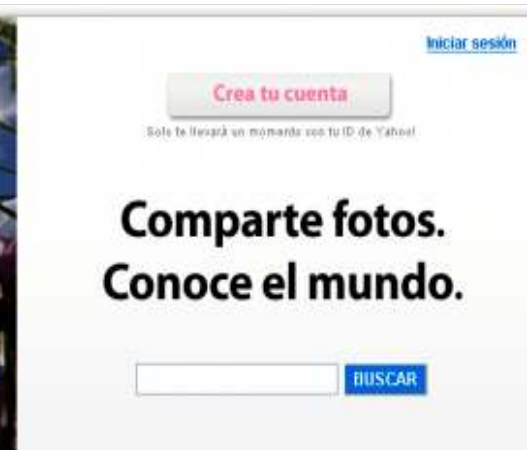 Iniciar sesión
Crea tu cuenta
Solo te llevará un momento con tu ID de Yahoo!
Comparte fotos.
Conoce el mundo.
BUSCAR